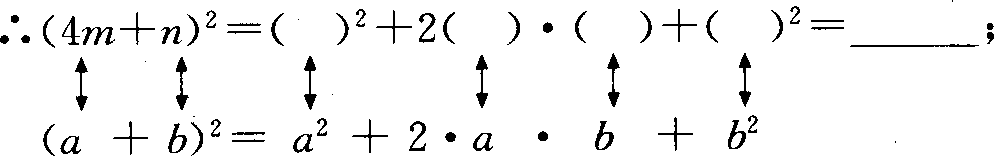 ∴(4m+n)²=( )²+2( )·( )+( )²=______;
↕ ↕ ↕ ↕ ↕ ↕
(a + b)²= a² + 2·a · b + b²